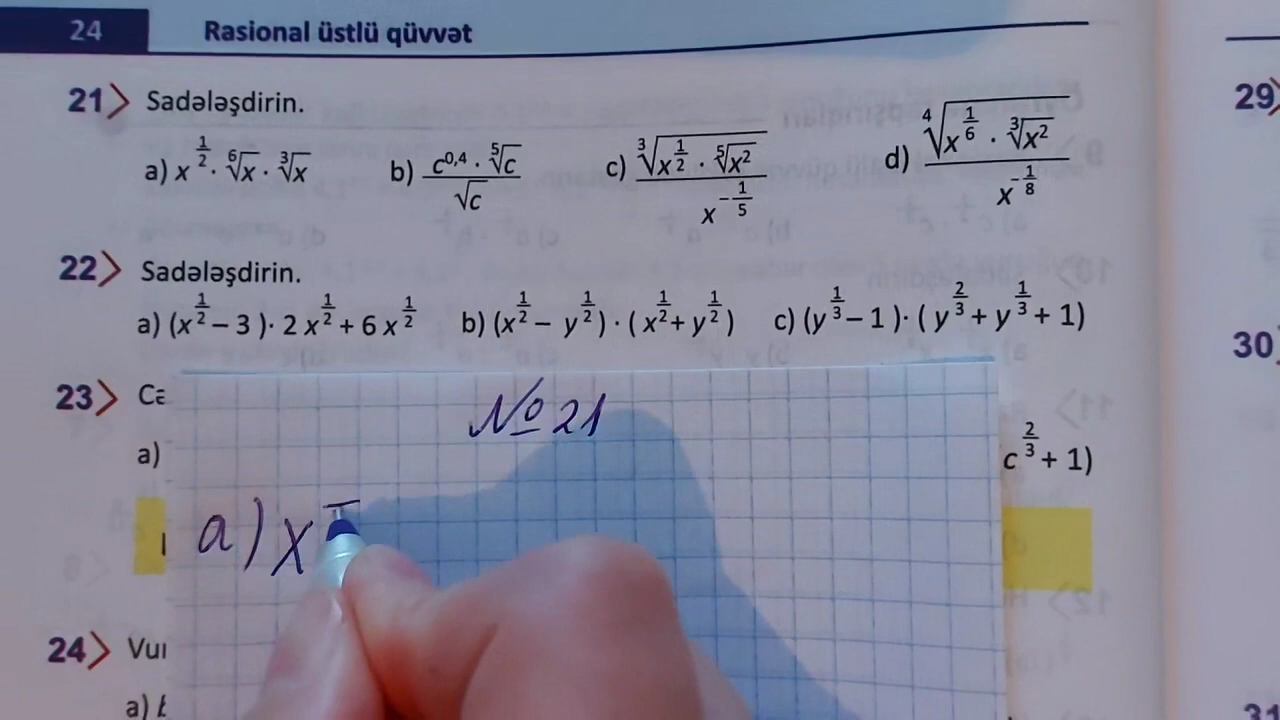 24 Rasional üstlü qüvvət
21 Sadələşdirin.
a) x^{1/2} · ⁶√x · ³√x b) (c^{0,4} · ⁵√c)/√c c) ³√(x^{1/2} · ⁵√x²)/x^{-1/5} d) ⁴√(x^{1/6} · ³√x²)/x^{-1/8}
22 Sadələşdirin.
a) (x^{1/2} – 3 )· 2 x^{1/2} + 6 x^{1/2} b) (x^{1/2} – y^{1/2}) · ( x^{1/2} + y^{1/2} ) c) (y^{1/3} – 1 )· ( y^{2/3} + y^{1/3} + 1)
23
a)
c^{2/3} + 1)
24
a)
№ 21
a) x
29
30
31